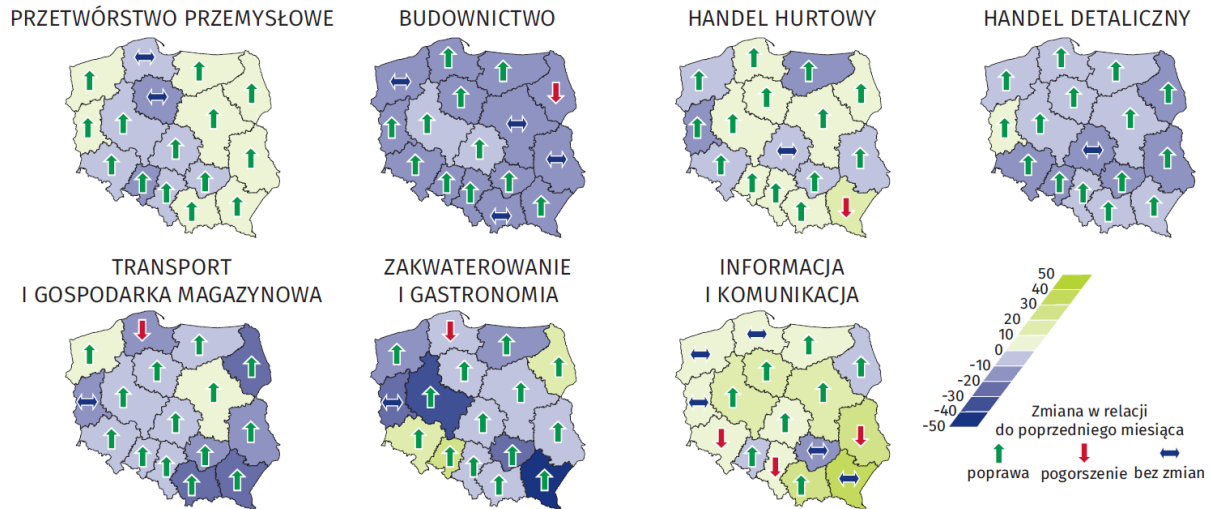 PRZETWÓRSTWO PRZEMYSŁOWE
BUDOWNICTWO
HANDEL HURTOWY
HANDEL DETALICZNY
TRANSPORT
I GOSPODARKA MAGAZYNOWA
ZAKWATEROWANIE
I GASTRONOMIA
INFORMACJA
I KOMUNIKACJA
50
40
30
20
10
0
-10
-20
-30
-40
-50
Zmiana w relacji
do poprzedniego miesiąca
poprawa pogorszenie bez zmian